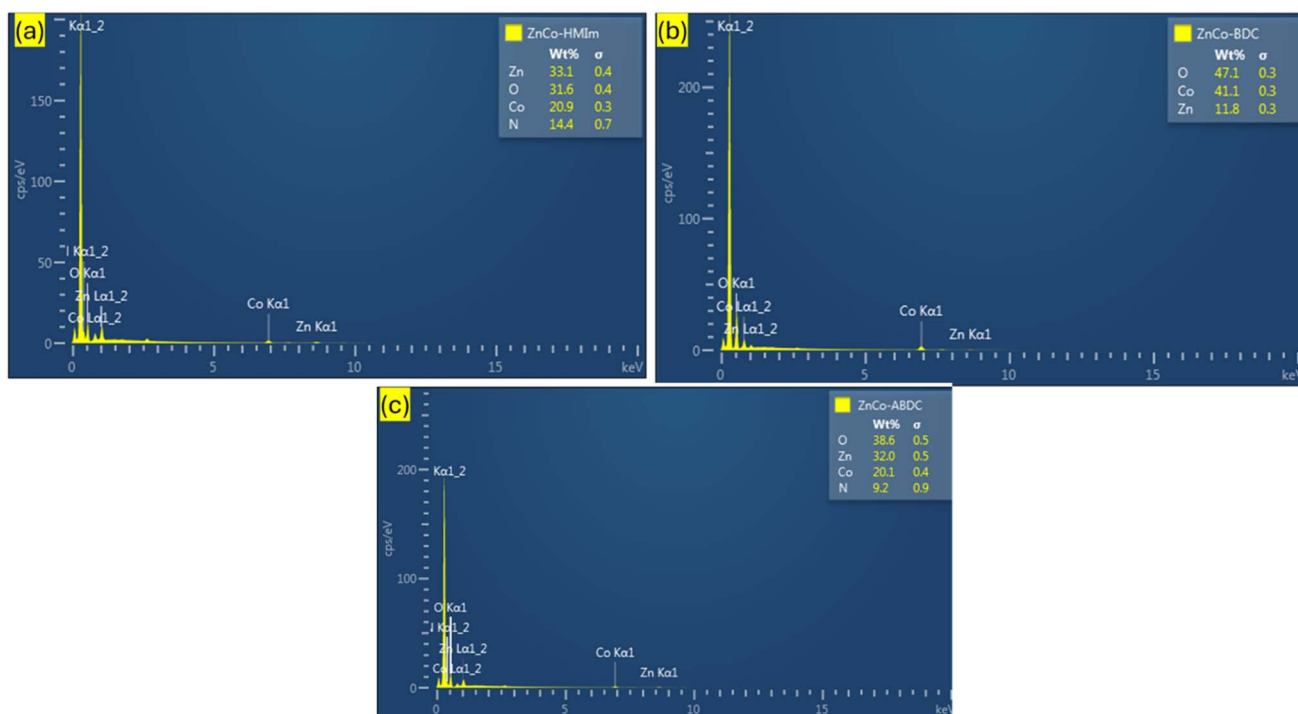 (a)
ZnCo-HMIm
Wt% σ
Zn 33.1 0.4
O 31.6 0.4
Co 20.9 0.3
N 14.4 0.7
Kα1_2
150
100
50
0
cps/eV
I Kα1_2
O Kα1
Zn Lα1_2
Co Lα1_2
Co Kα1
Zn Kα1
0 5 10 15
keV
(b)
ZnCo-BDC
Wt% σ
O 47.1 0.3
Co 41.1 0.3
Zn 11.8 0.3
Kα1_2
200
100
0
cps/eV
O Kα1
Co Lα1_2
Zn Lα1_2
Co Kα1
Zn Kα1
0 5 10 15
keV
(c)
ZnCo-ABDC
Wt% σ
O 38.6 0.5
Zn 32.0 0.5
Co 20.1 0.4
N 9.2 0.9
Kα1_2
200
100
0
cps/eV
O Kα1
I Kα1_2
Zn Lα1_2
Co Lα1_2
Co Kα1
Zn Kα1
0 5 10 15
keV